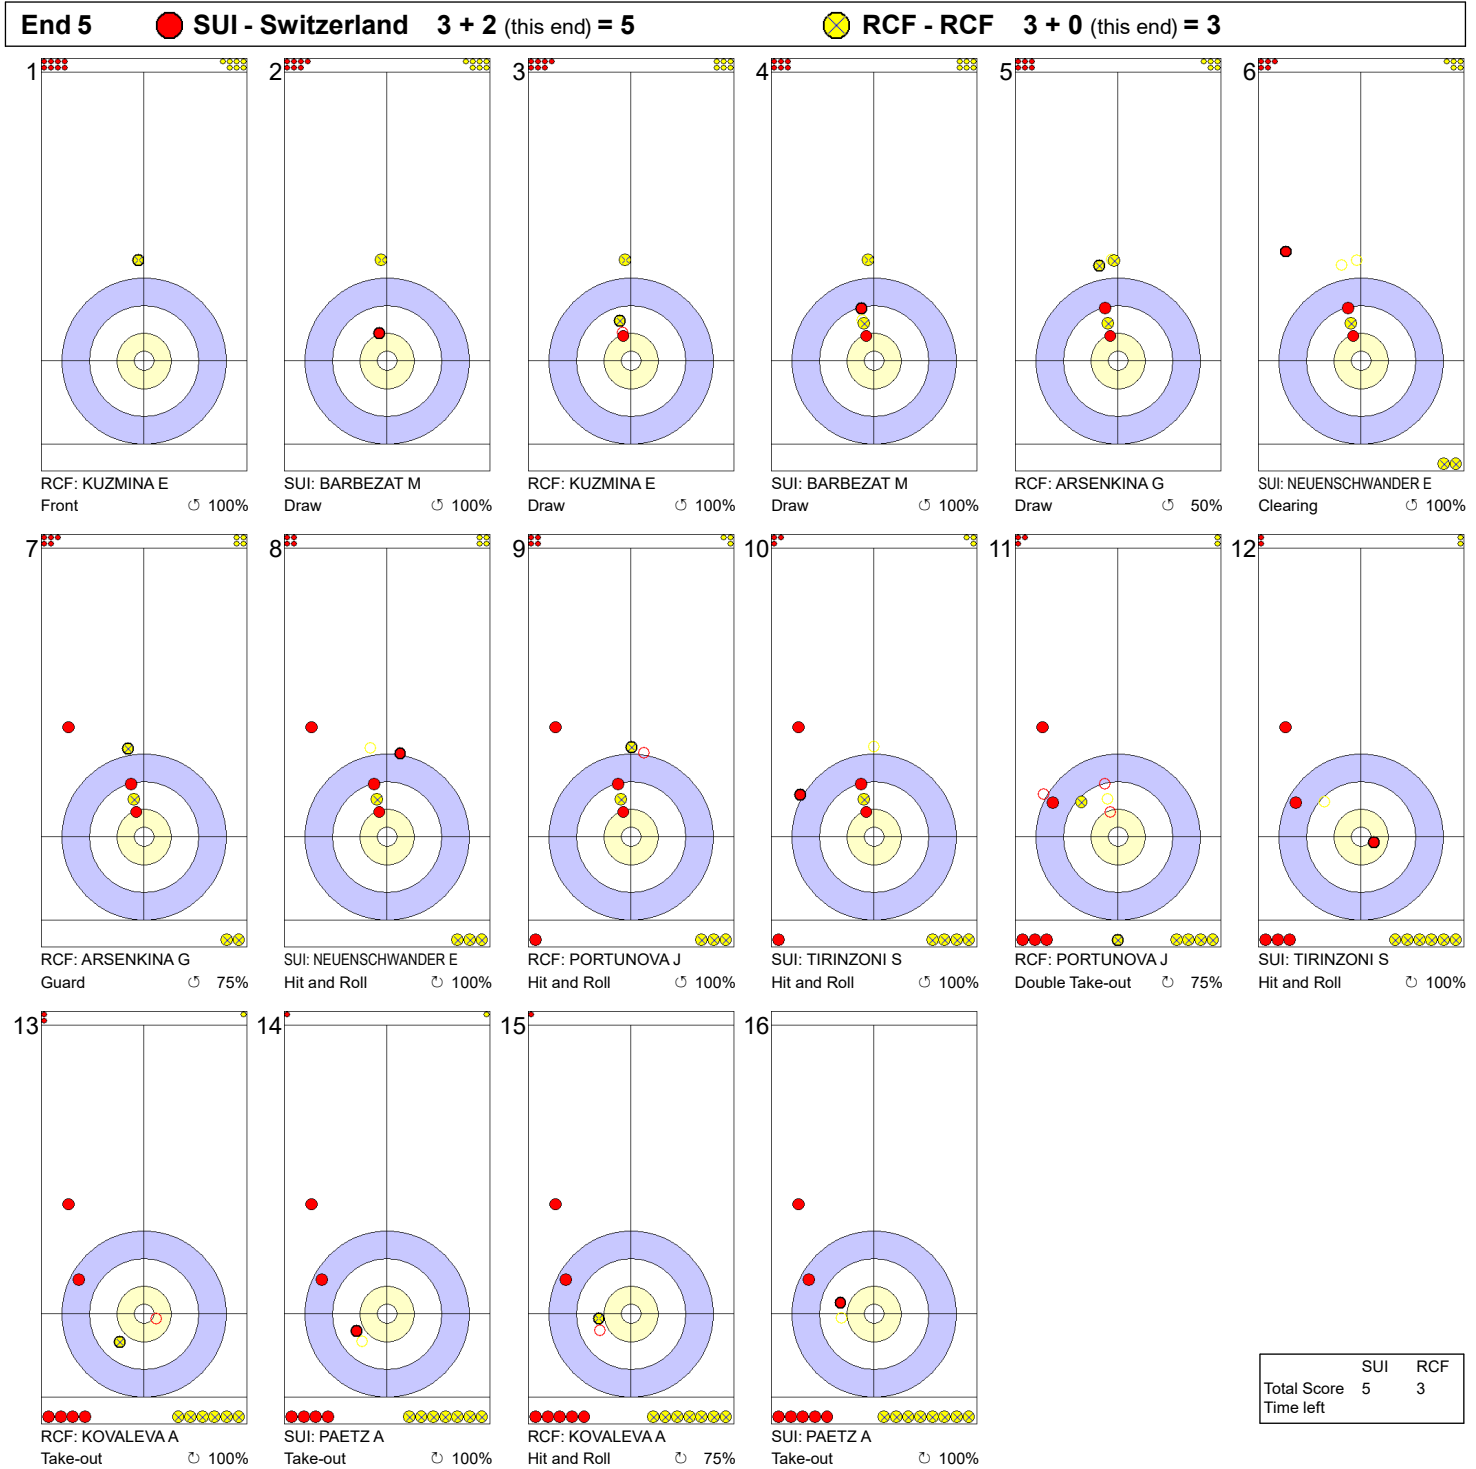 End 5 SUI - Switzerland 3 + 2 (this end) = 5 RCF - RCF 3 + 0 (this end) = 3
1 2 3 4 5 6
RCF: KUZMINA E SUI: BARBEZAT M RCF: KUZMINA E SUI: BARBEZAT M RCF: ARSENKINA G SUI: NEUENSCHWANDER E
Front ↺ 100% Draw ↺ 100% Draw ↺ 100% Draw ↺ 100% Draw ↺ 50% Clearing ↺ 100%
7 8 9 10 11 12
RCF: ARSENKINA G SUI: NEUENSCHWANDER E RCF: PORTUNOVA J SUI: TIRINZONI S RCF: PORTUNOVA J SUI: TIRINZONI S
Guard ↺ 75% Hit and Roll ↻ 100% Hit and Roll ↺ 100% Hit and Roll ↺ 100% Double Take-out ↻ 75% Hit and Roll ↻ 100%
13 14 15 16
RCF: KOVALEVA A SUI: PAETZ A RCF: KOVALEVA A SUI: PAETZ A
Take-out ↻ 100% Take-out ↻ 100% Hit and Roll ↻ 75% Take-out ↻ 100%
SUI RCF
Total Score 5 3
Time left